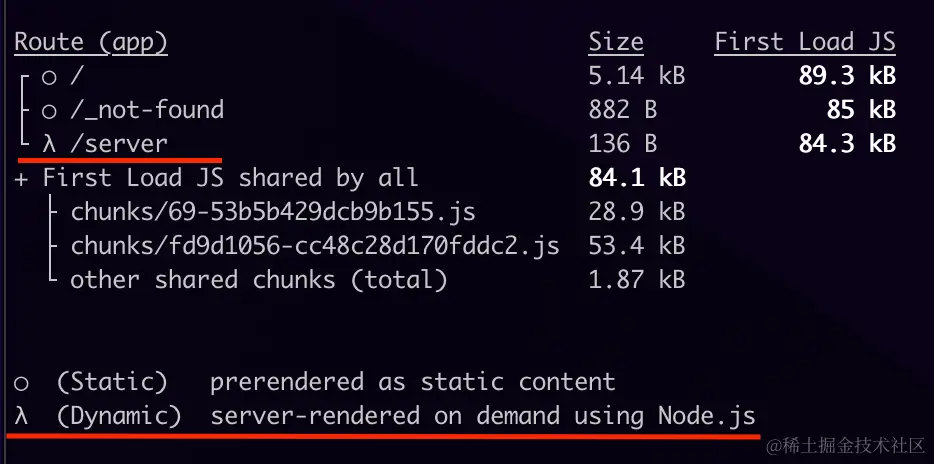 Route (app) Size First Load JS
┌ ○ / 5.14 kB 89.3 kB
├ ○ /_not-found 882 B 85 kB
└ λ /server 136 B 84.3 kB
+ First Load JS shared by all 84.1 kB
├ chunks/69-53b5b429dcb9b155.js 28.9 kB
├ chunks/fd9d1056-cc48c28d170fddc2.js 53.4 kB
└ other shared chunks (total) 1.87 kB
○ (Static) prerendered as static content
λ (Dynamic) server-rendered on demand using Node.js
@稀土掘金技术社区